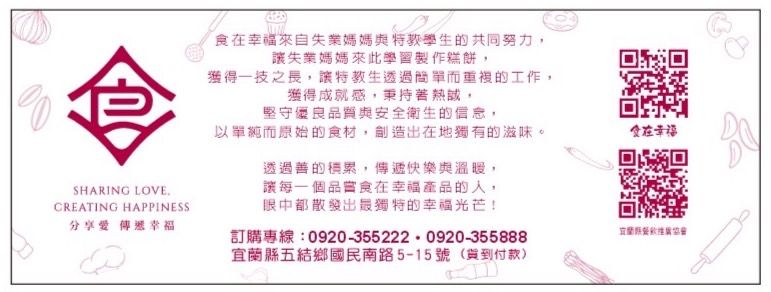 SHARING LOVE,
CREATING HAPPINESS
分享愛 傳遞幸福
食在幸福來自失業媽媽與特教學生的共同努力，
讓失業媽媽來此學習製作糕餅，
獲得一技之長，讓特教生透過簡單而重複的工作，
獲得成就感，秉持著熱誠，
堅守優良品質與安全衛生的信念，
以單純而原始的食材，創造出在地獨有的滋味。
透過善的積累，傳遞快樂與溫暖，
讓每一個品嘗食在幸福產品的人，
眼中都散發出最獨特的幸福光芒！
訂購專線：0920-355222・0920-355888
宜蘭縣五結鄉國民南路5-15號（貨到付款）
食在幸福
宜蘭縣餐飲推廣協會